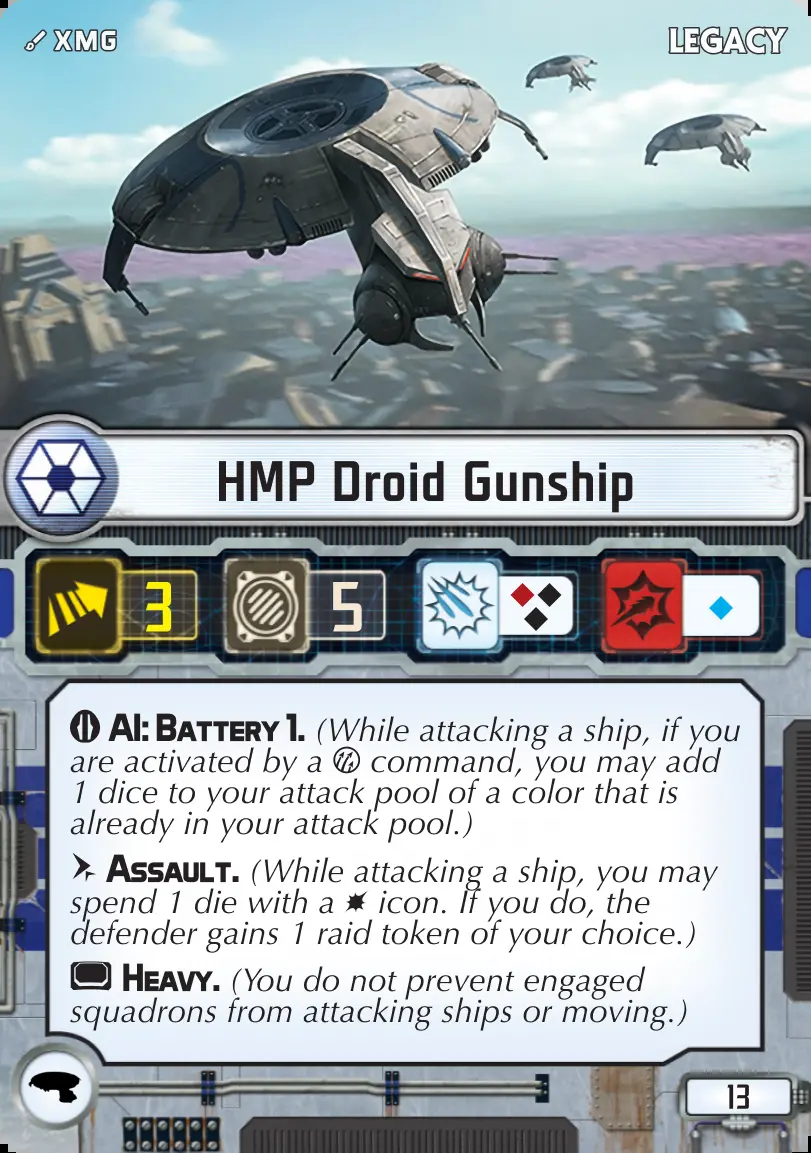 XMG
LEGACY
HMP Droid Gunship
3
5
AI: BATTERY 1. (While attacking a ship, if you
are activated by a command, you may add
1 dice to your attack pool of a color that is
already in your attack pool.)
ASSAULT. (While attacking a ship, you may
spend 1 die with a icon. If you do, the
defender gains 1 raid token of your choice.)
HEAVY. (You do not prevent engaged
squadrons from attacking ships or moving.)
13